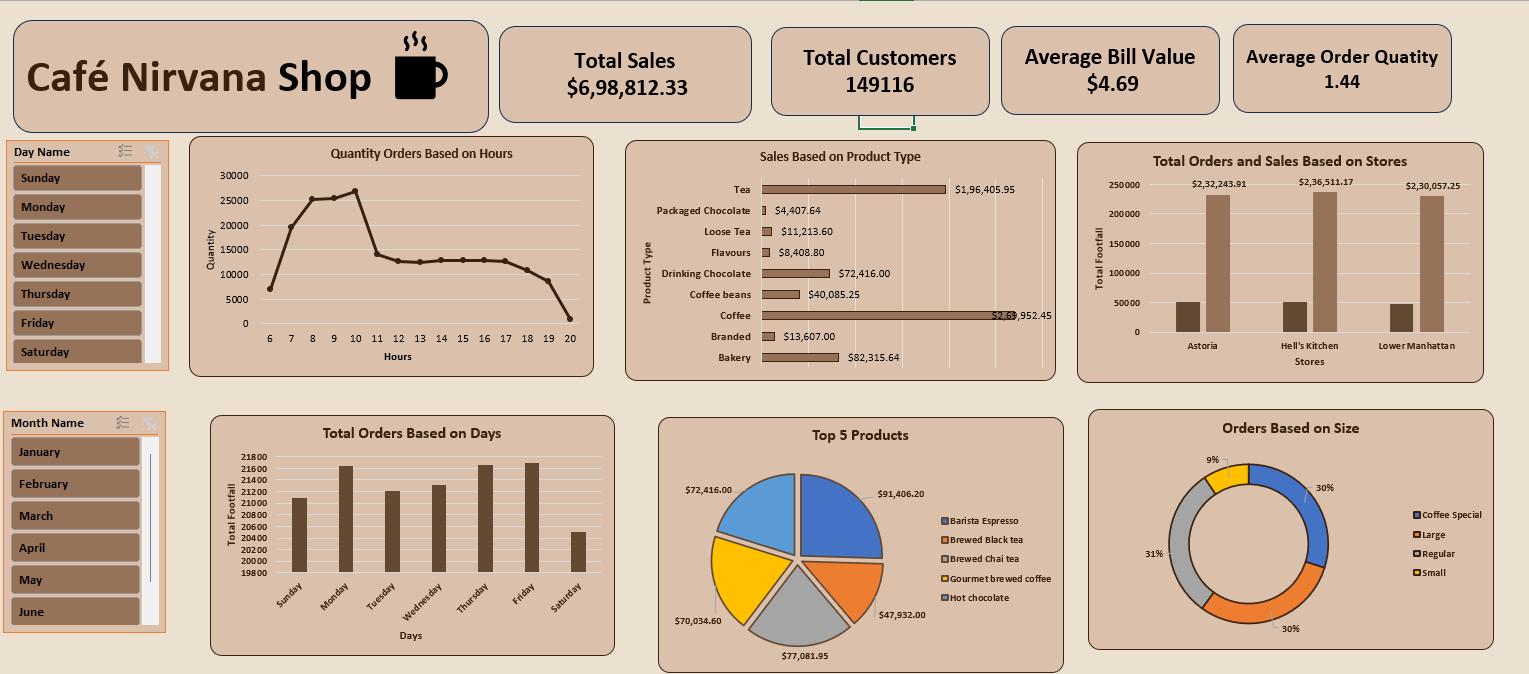 Café Nirvana Shop
Total Sales
$6,98,812.33
Total Customers
149116
Average Bill Value
$4.69
Average Order Quatity
1.44
Day Name
Sunday
Monday
Tuesday
Wednesday
Thursday
Friday
Saturday
Quantity Orders Based on Hours
30000
25000
20000
15000
10000
5000
0
Quantity
6 7 8 9 10 11 12 13 14 15 16 17 18 19 20
Hours
Sales Based on Product Type
Product Type
Tea $1,96,405.95
Packaged Chocolate $4,407.64
Loose Tea $11,213.60
Flavours $8,408.80
Drinking Chocolate $72,416.00
Coffee beans $40,085.25
Coffee $2,69,952.45
Branded $13,607.00
Bakery $82,315.64
Total Orders and Sales Based on Stores
250000
200000
150000
100000
50000
0
Total Footfall
$2,32,243.91 $2,36,511.17 $2,30,057.25
Astoria Hell's Kitchen Lower Manhattan
Stores
Month Name
January
February
March
April
May
June
Total Orders Based on Days
21800
21600
21400
21200
21000
20800
20600
20400
20200
20000
19800
Total Footfall
Sunday Monday Tuesday Wednesday Thursday Friday Saturday
Days
Top 5 Products
$72,416.00
$91,406.20
$70,034.60
$47,932.00
$77,081.95
Barista Espresso
Brewed Black tea
Brewed Chai tea
Gourmet brewed coffee
Hot chocolate
Orders Based on Size
9%
30%
31%
30%
Coffee Special
Large
Regular
Small